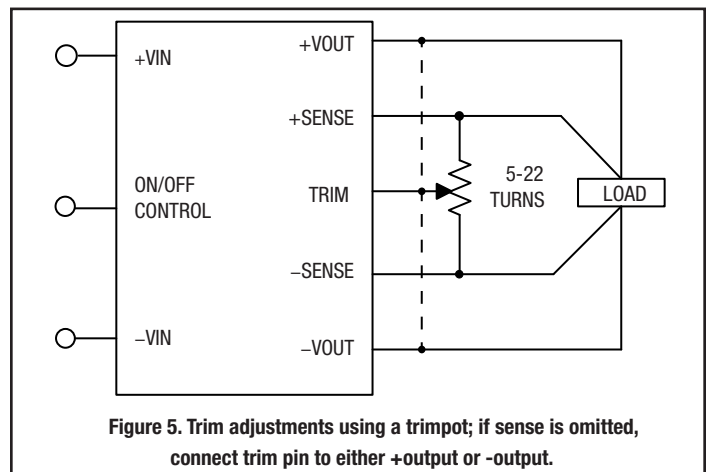 +VIN
ON/OFF
CONTROL
−VIN
+VOUT
+SENSE
TRIM
−SENSE
−VOUT
5-22
TURNS
LOAD
Figure 5. Trim adjustments using a trimpot; if sense is omitted,
connect trim pin to either +output or -output.